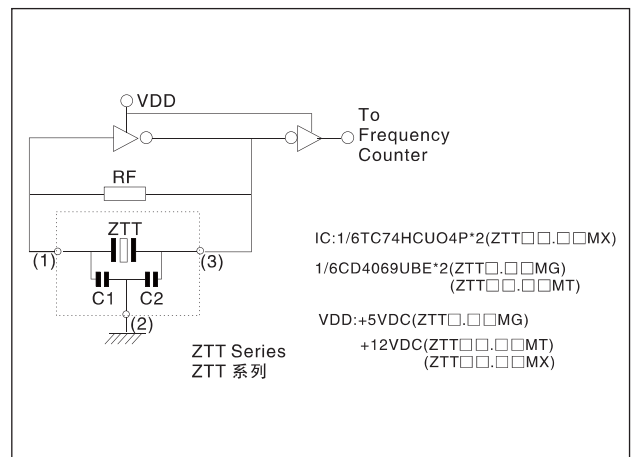 VDD
To
Frequency
Counter
RF
ZTT
(1)
(3)
C1
C2
(2)
ZTT Series
ZTT 系列
IC:1/6TC74HCUO4P*2(ZTT□□.□□MX)
1/6CD4069UBE*2(ZTT□.□□MG)
(ZTT□□.□□MT)
VDD:+5VDC(ZTT□.□□MG)
+12VDC(ZTT□□.□□MT)
(ZTT□□.□□MX)